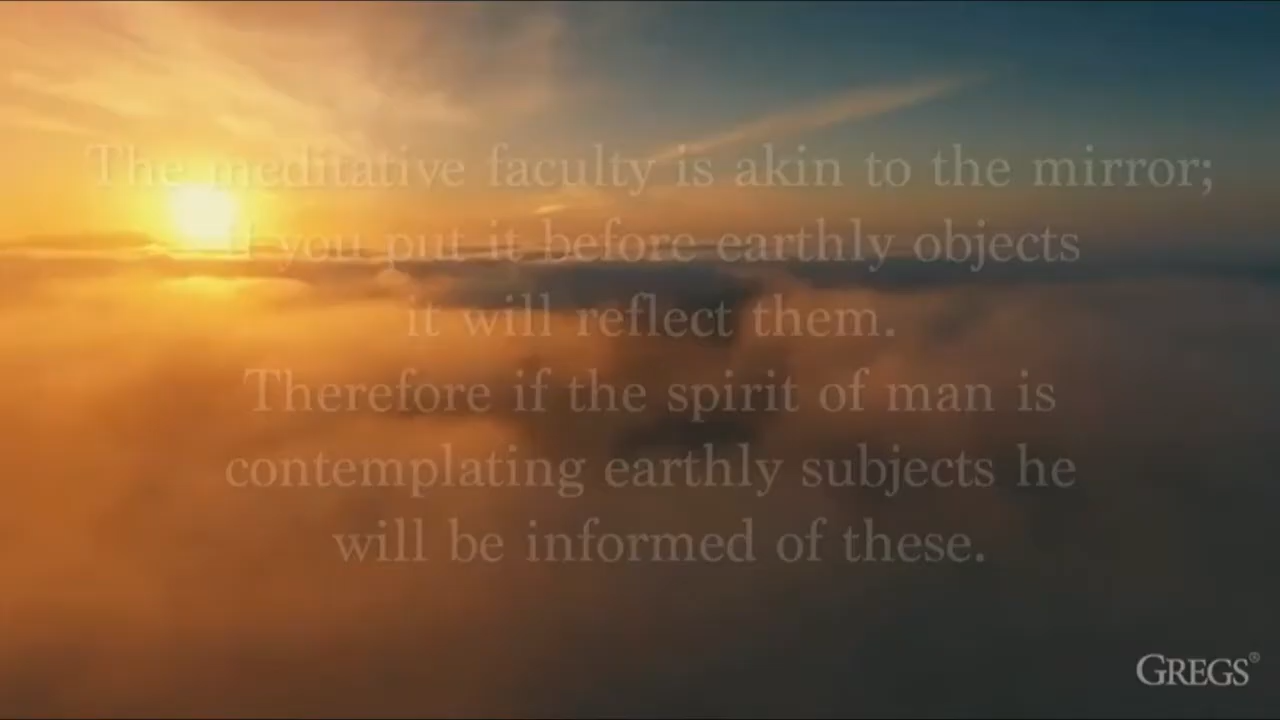 The meditative faculty is akin to the mirror;
you put it before earthly objects
it will reflect them.
Therefore if the spirit of man is
contemplating earthly subjects he
will be informed of these.
GREGS®